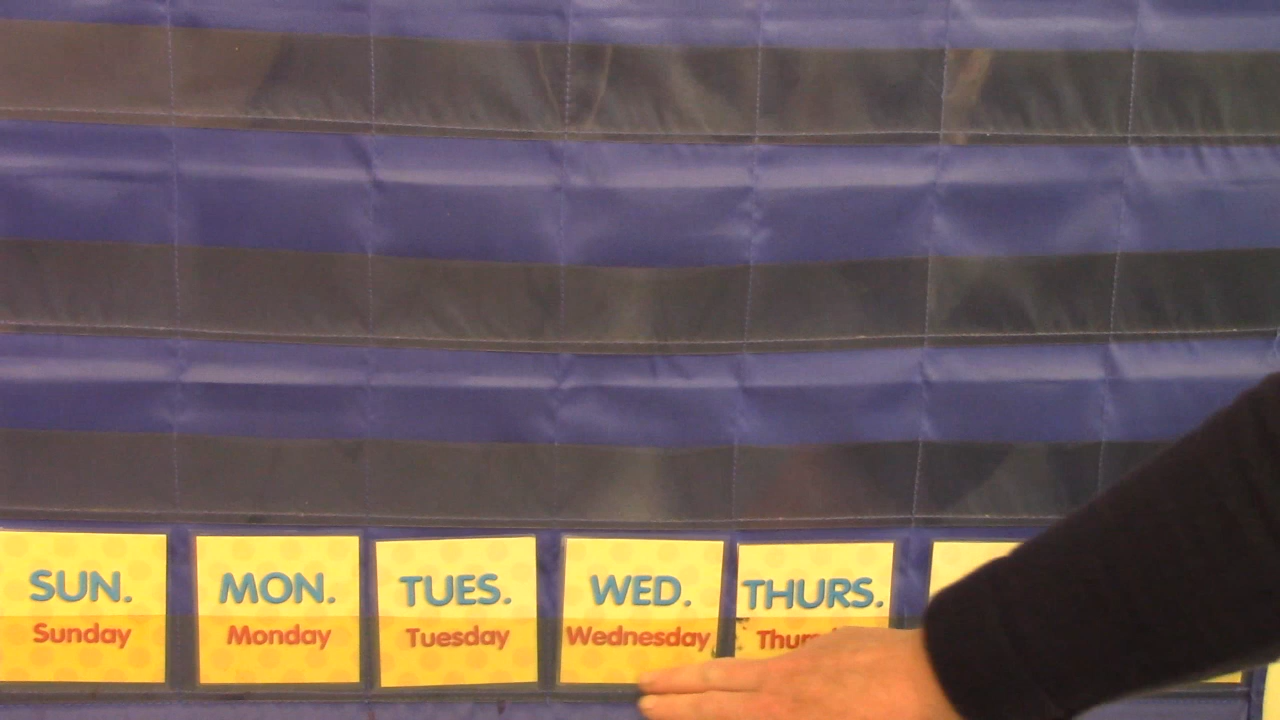 SUN.
Sunday
MON.
Monday
TUES.
Tuesday
WED.
Wednesday
THURS.